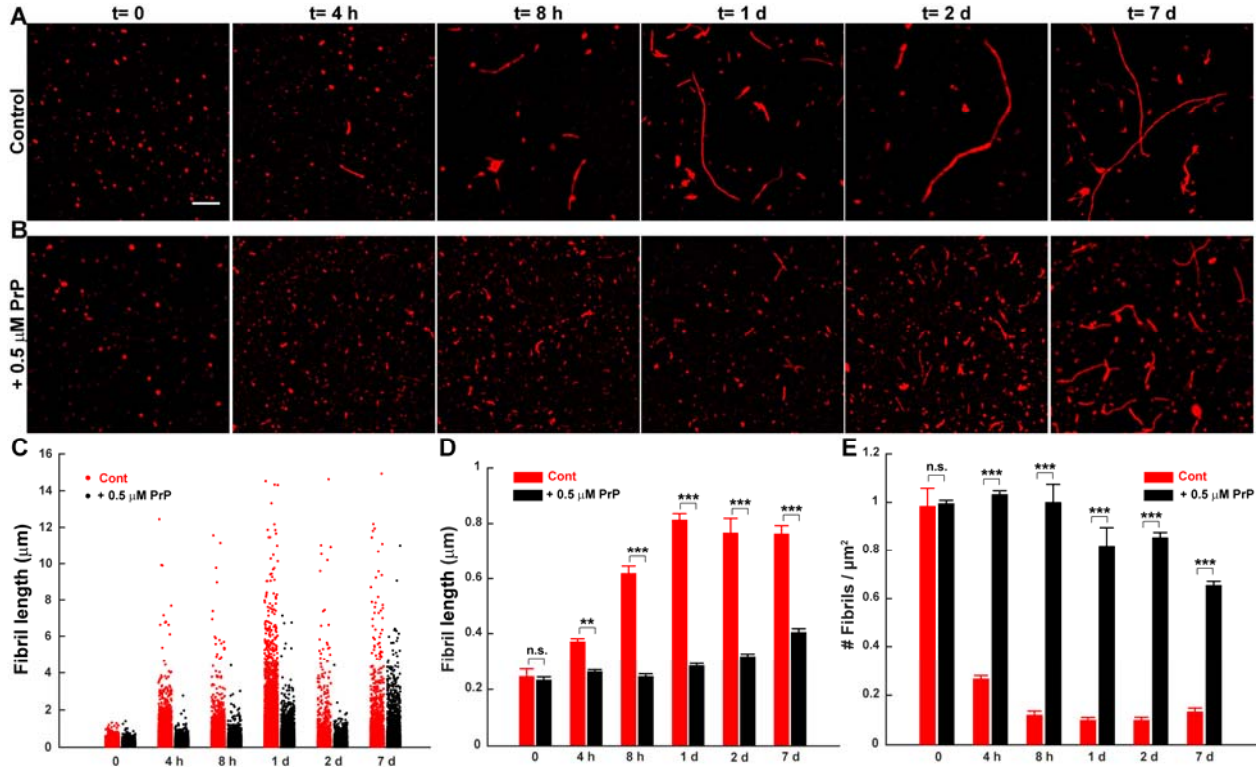 A t= 0 t= 4 h t= 8 h t= 1 d t= 2 d t= 7 d
Control
B
+ 0.5 μM PrP
C
Fibril length (μm)
16
14
12
10
8
6
4
2
0
Cont
+ 0.5 μM PrP
0 4 h 8 h 1 d 2 d 7 d
D
Fibril length (μm)
1
0.8
0.6
0.4
0.2
0
Cont
+ 0.5 μM PrP
n.s. ** *** *** *** ***
0 4 h 8 h 1 d 2 d 7 d
E
# Fibrils / μm²
1.2
1
0.8
0.6
0.4
0.2
0
Cont
+ 0.5 μM PrP
n.s. *** *** *** *** ***
0 4 h 8 h 1 d 2 d 7 d